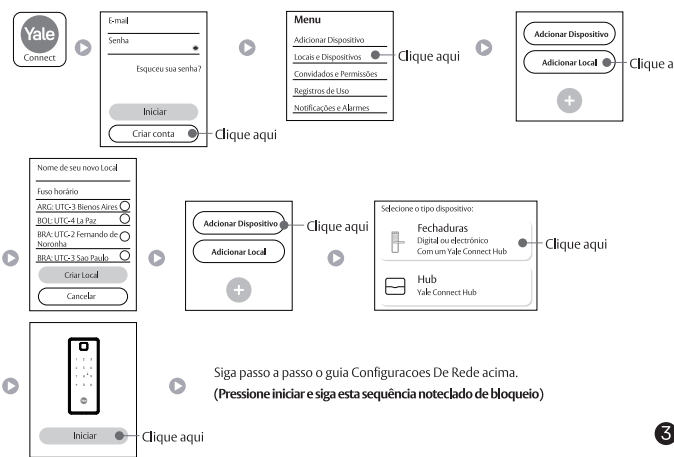 Yale
Connect
E-mail
Senha
Esqueceu sua senha?
Iniciar
Criar conta
Clique aqui
Menu
Adicionar Dispositivo
Locais e Dispositivos
Clique aqui
Convidados e Permissões
Registros de Uso
Notificações e Alarmes
Adicionar Dispositivo
Adicionar Local
Clique a
Nome de seu novo Local
Fuso horário
ARG: UTC-3 Bienos Aires
BOL: UTC-4 La Paz
BRA: UTC-2 Fernando de
Noronha
BRA: UTC-3 Sao Paulo
Criar Local
Cancelar
Adcionar Dispositivo
Clique aqui
Adicionar Local
Selecione o tipo dispositivo:
Fechaduras
Digital ou electrónico
Com um Yale Connect Hub
Clique aqui
Hub
Yale Connect Hub
Iniciar
Clique aqui
Siga passo a passo o guia Configuracoes De Rede acima.
(Pressione iniciar e siga esta sequência noteclado de bloqueio)
3